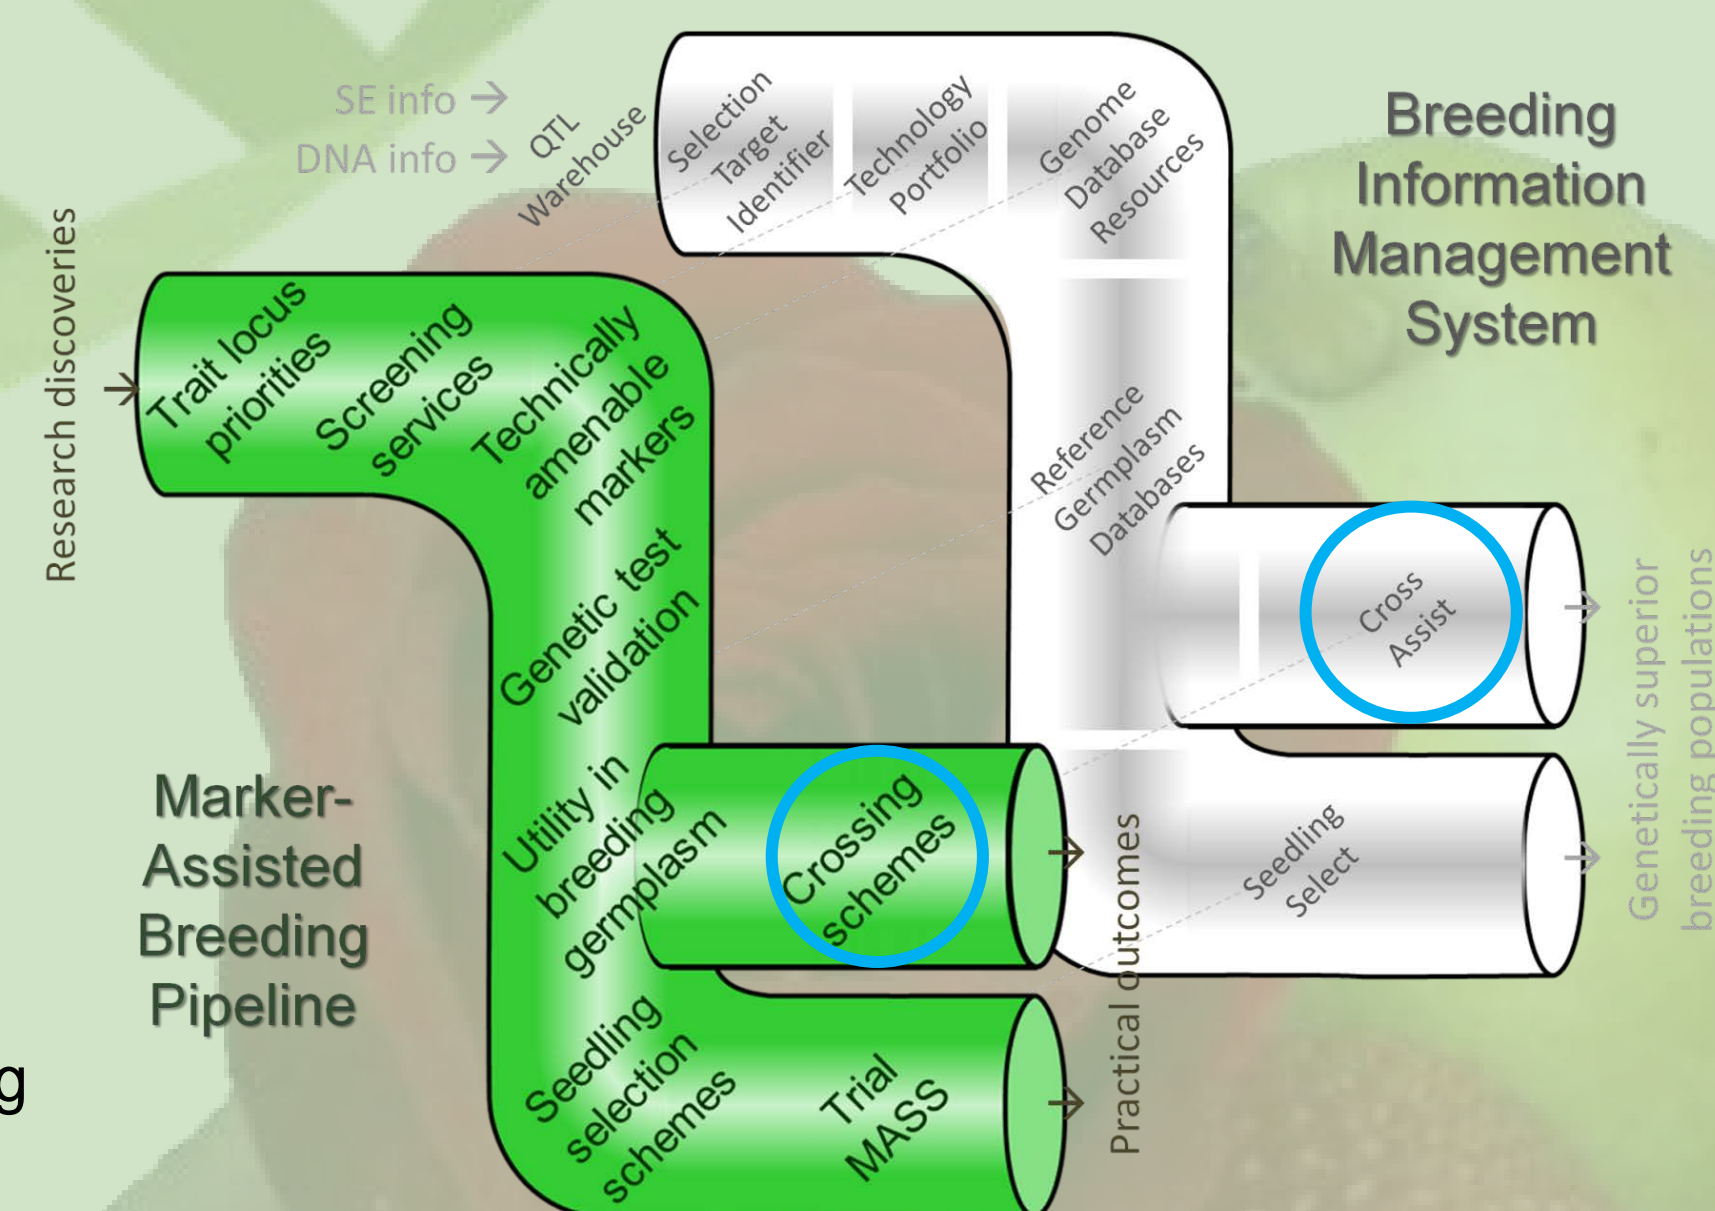 SE info →
DNA info →
QTL
Warehouse
Selection
Target
Identifier
Technology
Portfolio
Genome
Database
Resources
Breeding
Information
Management
System
Research discoveries
→
Trait locus
priorities
Screening
services
Technically
amenable
markers
Reference
Germplasm
Databases
Genetic test
validation
Cross
Assist
→
Genetically superior
breeding populations
Marker-
Assisted
Breeding
Pipeline
Utility in
breeding
germplasm
Crossing
schemes
→
Practical outcomes
Seedling
Select
→
Seedling
selection
schemes
Trial
MASS
→
g